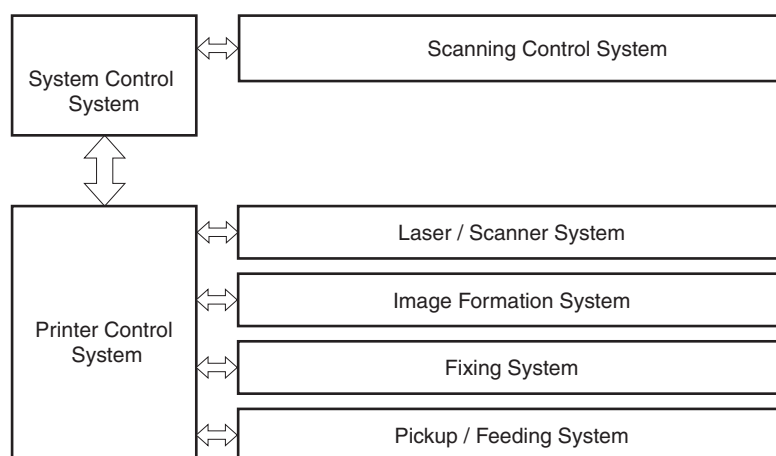 System Control
System
Scanning Control System
Printer Control
System
Laser / Scanner System
Image Formation System
Fixing System
Pickup / Feeding System